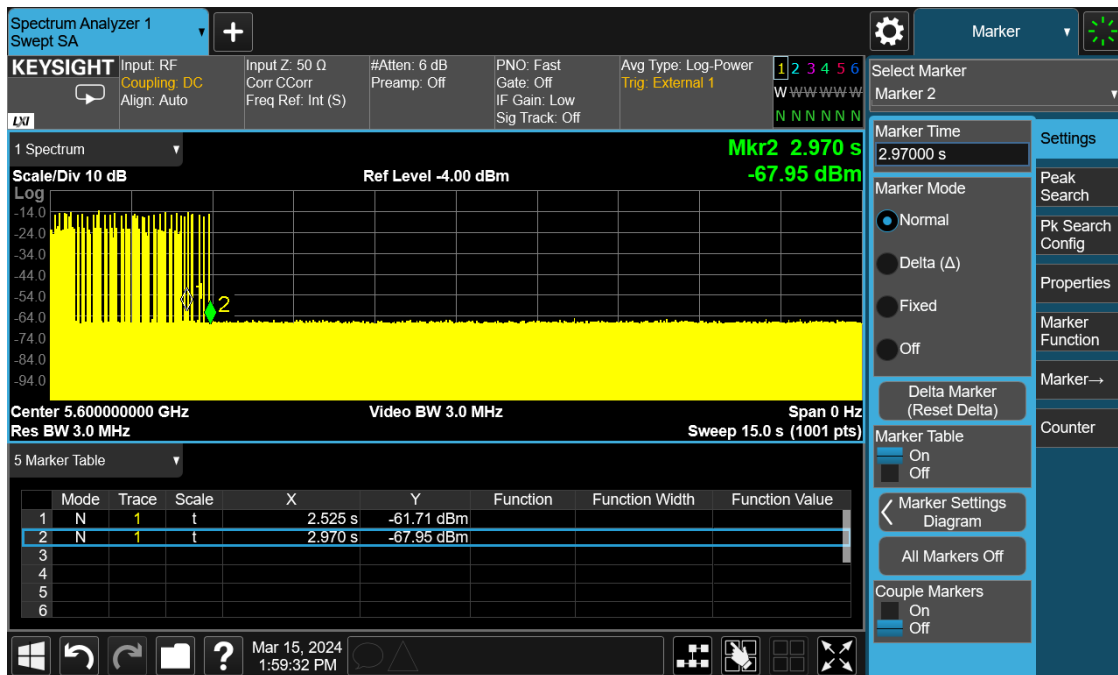 Spectrum Analyzer 1
Swept SA
+
Marker
KEYSIGHT
LXI
Input: RF
Coupling: DC
Align: Auto
Input Z: 50 Ω
Corr CCorr
Freq Ref: Int (S)
#Atten: 6 dB
Preamp: Off
PNO: Fast
Gate: Off
IF Gain: Low
Sig Track: Off
Avg Type: Log-Power
Trig: External 1
1 2 3 4 5 6
W W W W W W
N N N N N N
Select Marker
Marker 2
1 Spectrum
Mkr2 2.970 s
-67.95 dBm
Scale/Div 10 dB
Ref Level -4.00 dBm
Log
-14.0
-24.0
-34.0
-44.0
-54.0
-64.0
-74.0
-84.0
-94.0
1
2
Center 5.600000000 GHz
Video BW 3.0 MHz
Span 0 Hz
Res BW 3.0 MHz
Sweep 15.0 s (1001 pts)
5 Marker Table
Mode Trace Scale X Y Function Function Width Function Value
1 N 1 t 2.525 s -61.71 dBm
2 N 1 t 2.970 s -67.95 dBm
3
4
5
6
?
Mar 15, 2024
1:59:32 PM
Marker Time
2.97000 s
Marker Mode
Normal
Delta (Δ)
Fixed
Off
Delta Marker
(Reset Delta)
Marker Table
On
Off
Marker Settings
Diagram
All Markers Off
Couple Markers
On
Off
Settings
Peak
Search
Pk Search
Config
Properties
Marker
Function
Marker→
Counter